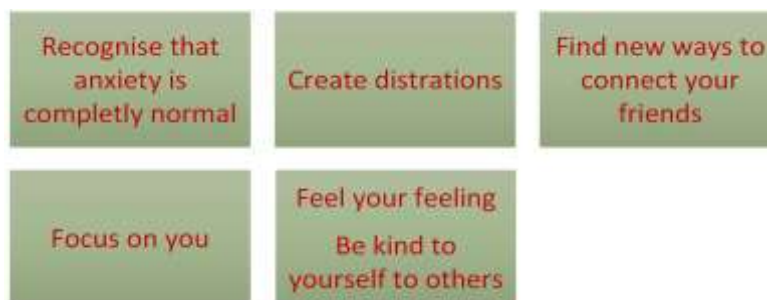 Recognise that
anxiety is
completly normal
Create distrations
Find new ways to
connect your
friends
Focus on you
Feel your feeling
Be kind to
yourself to others